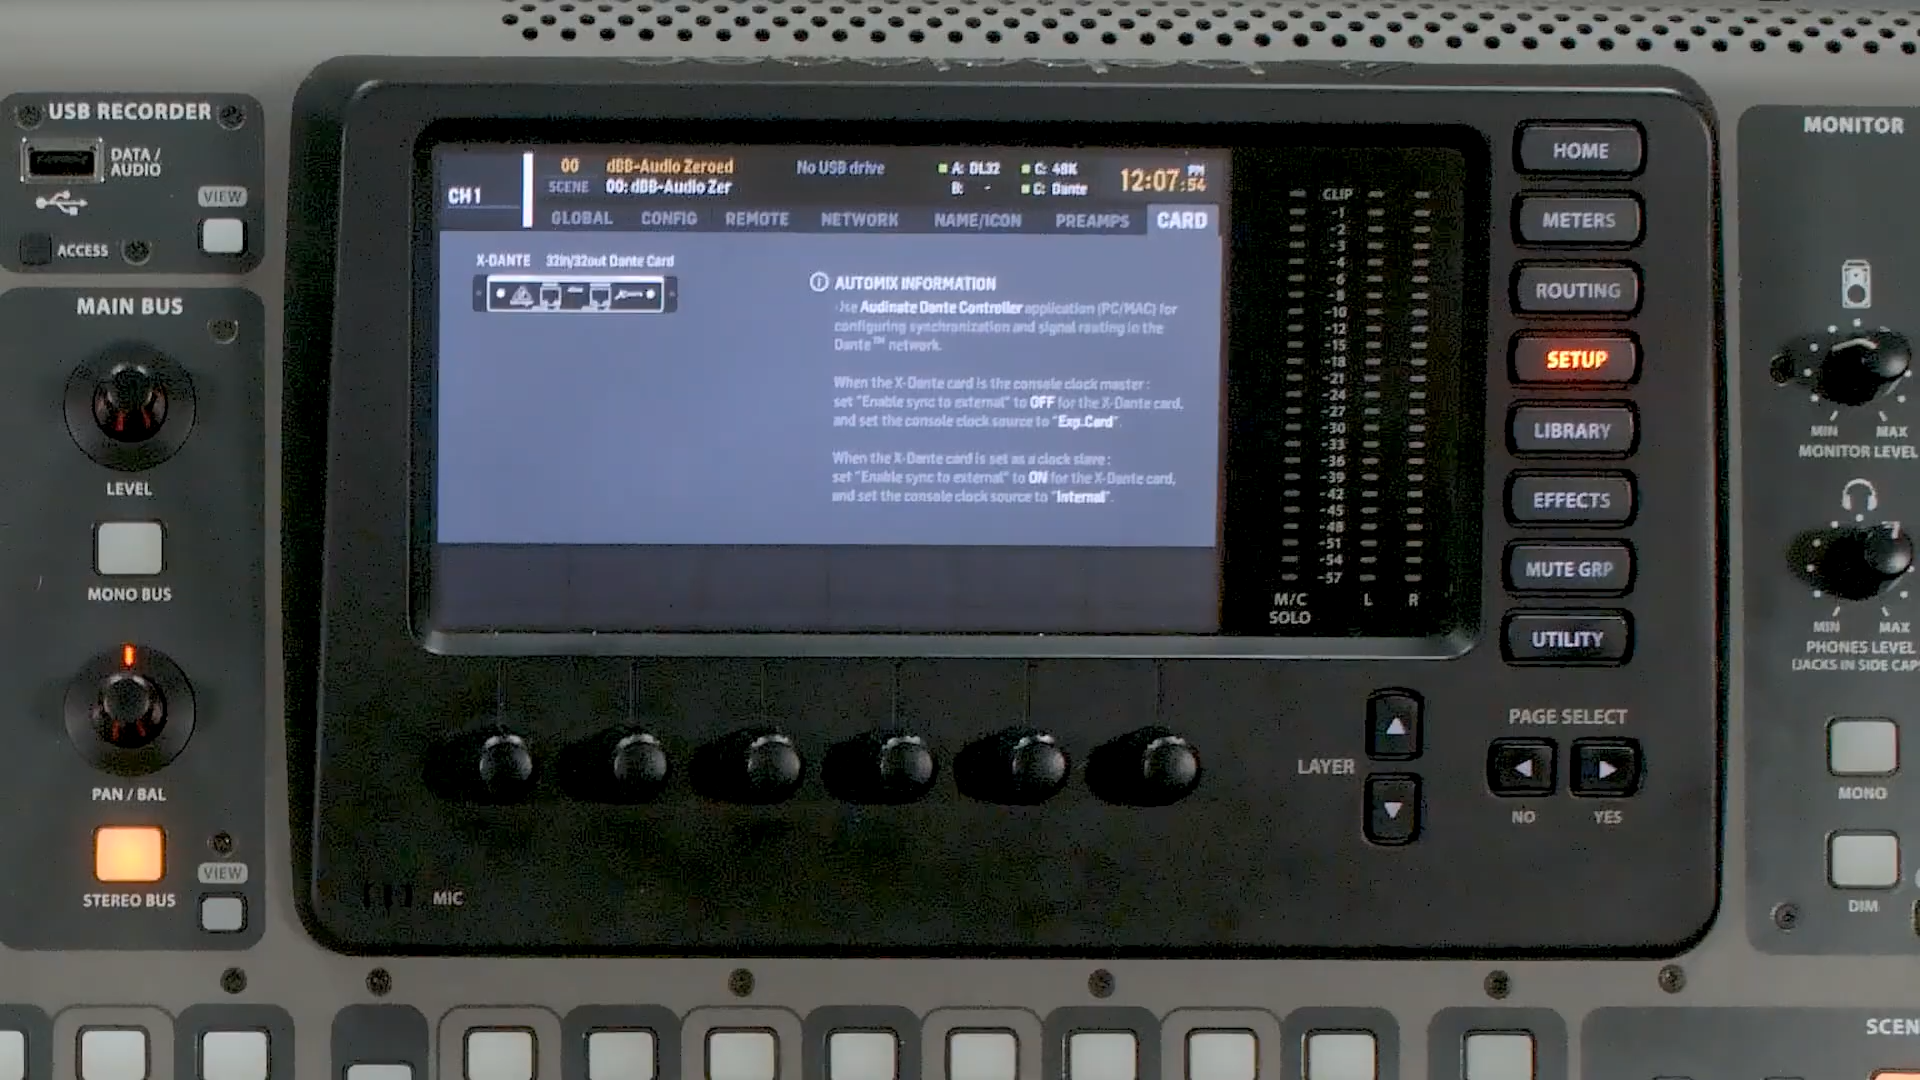 USB RECORDER
DATA /
AUDIO
VIEW
ACCESS
MAIN BUS
LEVEL
MONO BUS
PAN / BAL
VIEW
STEREO BUS
CH 1
00 dBB-Audio Zeroed
SCENE 00: dBB-Audio Zer
No USB drive
A: DL32 C: 48K
B: - C: Dante
12:07:54 PM
GLOBAL CONFIG REMOTE NETWORK NAME/ICON PREAMPS CARD
X-DANTE 32in/32out Dante Card
AUTOMIX INFORMATION
- Use Audinate Dante Controller application (PC/MAC) for
configuring synchronization and signal routing in the
Dante™ network.
When the X-Dante card is the console clock master:
set "Enable sync to external" to OFF for the X-Dante card,
and set the console clock source to "Exp.Card".
When the X-Dante card is set as a clock slave:
set "Enable sync to external" to ON for the X-Dante card,
and set the console clock source to "Internal".
CLIP
-1
-2
-3
-4
-6
-8
-10
-12
-15
-18
-21
-24
-27
-30
-33
-36
-39
-42
-45
-48
-51
-54
-57
M/C
SOLO
L R
HOME
METERS
ROUTING
SETUP
LIBRARY
EFFECTS
MUTE GRP
UTILITY
LAYER
PAGE SELECT
NO YES
MIC
MONITOR
MIN MAX
MONITOR LEVEL
MIN MAX
PHONES LEVEL
(JACKS IN SIDE CAPS
MONO
DIM
SCEN